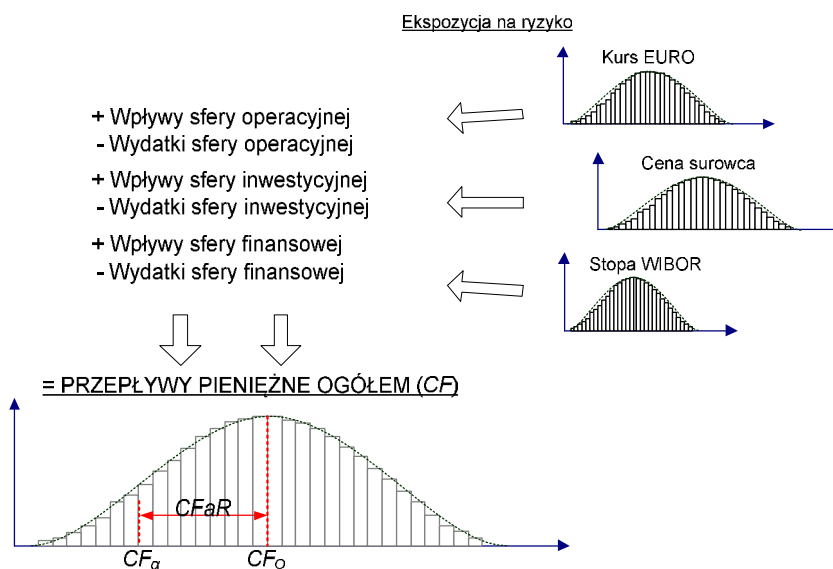 Ekspozycja na ryzyko
Kurs EURO
+ Wpływy sfery operacyjnej
- Wydatki sfery operacyjnej
Cena surowca
+ Wpływy sfery inwestycyjnej
- Wydatki sfery inwestycyjnej
+ Wpływy sfery finansowej
- Wydatki sfery finansowej
Stopa WIBOR
= PRZEPŁYWY PIENIĘŻNE OGÓŁEM (CF)
CFaR
CFα CFO